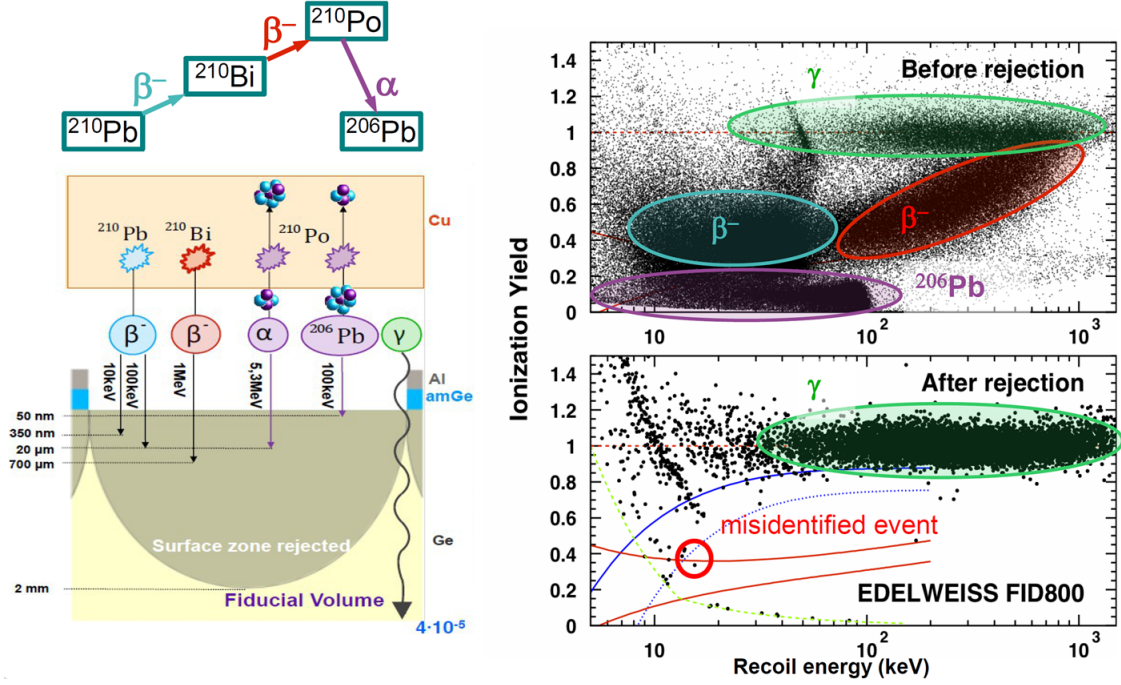 β⁻
²¹⁰Po
β⁻
²¹⁰Bi
α
²¹⁰Pb
²⁰⁶Pb
Cu
²¹⁰Pb
²¹⁰Bi
²¹⁰Po
β⁻
β⁻
α
²⁰⁶Pb
γ
10keV
100keV
1MeV
5,3MeV
100keV
Al
amGe
50 nm
350 nm
20 µm
700 µm
Surface zone rejected
Ge
2 mm
Fiducial Volume
4·10⁻⁵
Ionization Yield
γ
Before rejection
1.4
1.2
1
0.8
0.6
0.4
0.2
0
β⁻
β⁻
²⁰⁶Pb
10
10²
10³
γ
After rejection
1.4
1.2
1
0.8
0.6
0.4
0.2
0
misidentified event
EDELWEISS FID800
10
10²
10³
Recoil energy (keV)